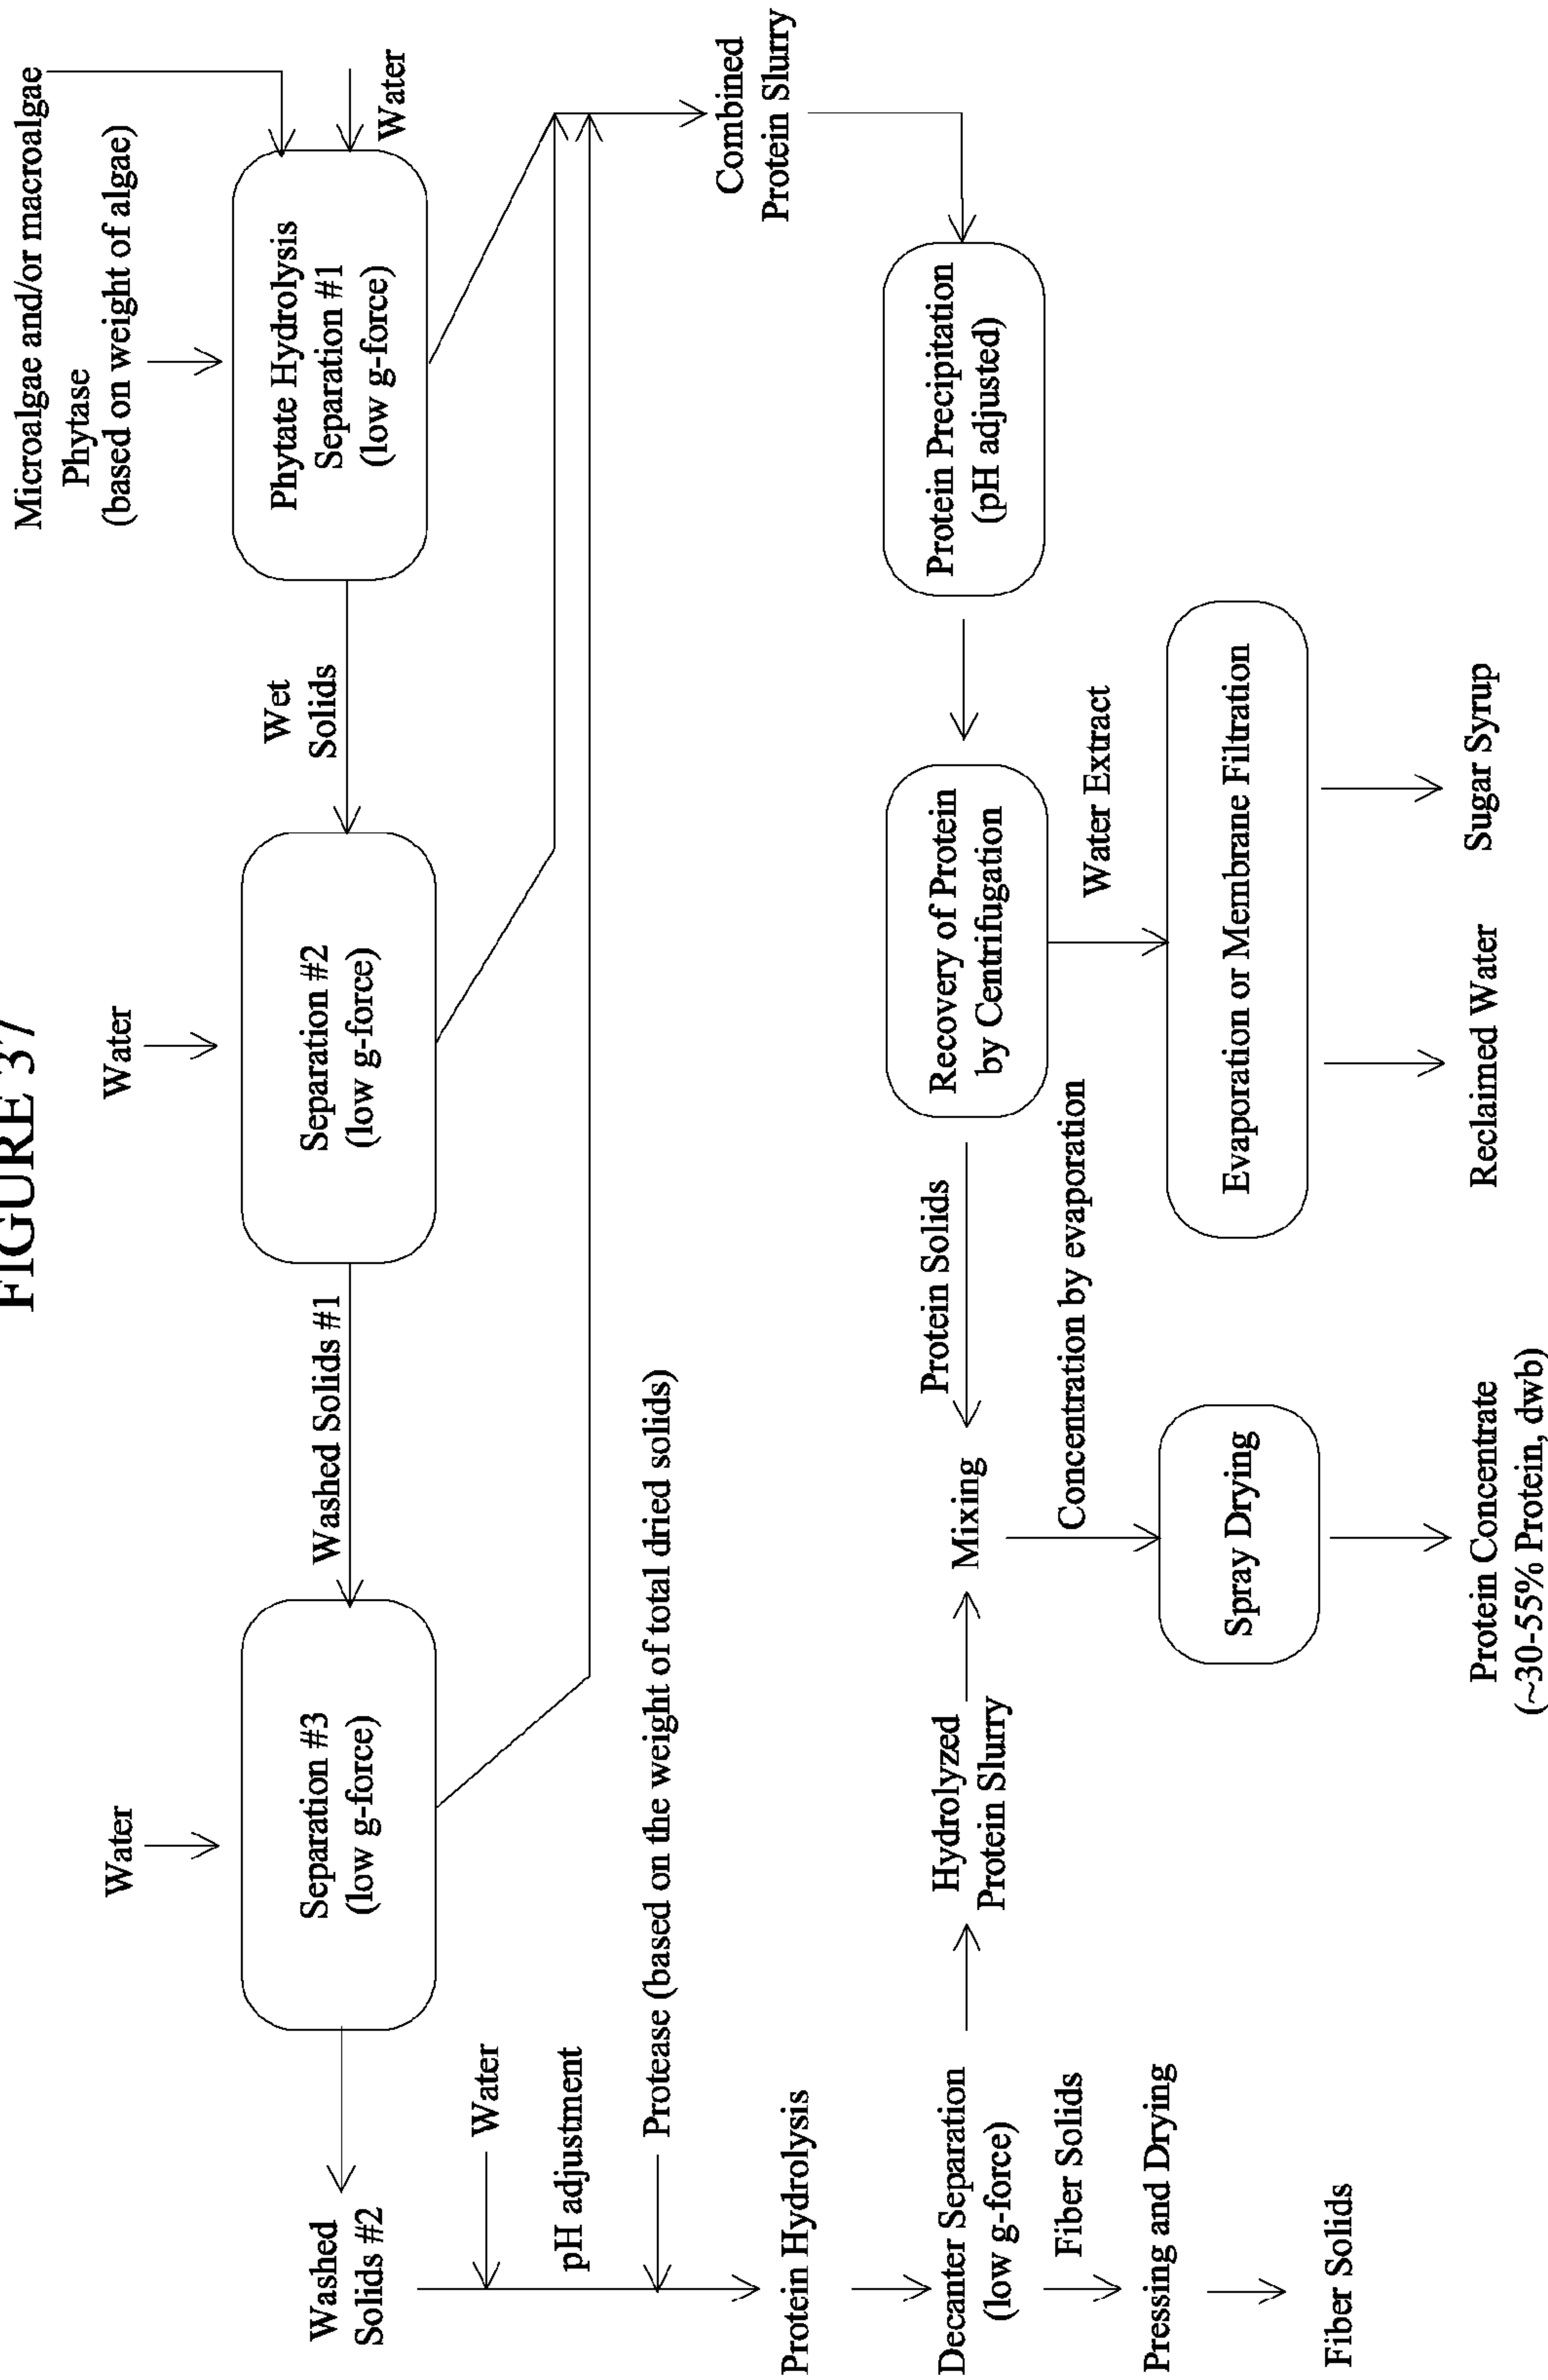 FIGURE 37
Microalgae and/or macroalgae
Phytase
(based on weight of algae)
Water
Phytate Hydrolysis
Separation #1
(low g-force)
Wet
Solids
Water
Separation #2
(low g-force)
Washed Solids #1
Water
Separation #3
(low g-force)
Washed
Solids #2
Water
pH adjustment
Protease (based on the weight of total dried solids)
Protein Hydrolysis
Decanter Separation
(low g-force)
Fiber Solids
Pressing and Drying
Fiber Solids
Hydrolyzed
Protein Slurry
Mixing
Combined
Protein Slurry
Protein Precipitation
(pH adjusted)
Recovery of Protein
by Centrifugation
Protein Solids
Water Extract
Concentration by evaporation
Evaporation or Membrane Filtration
Spray Drying
Protein Concentrate
(~30-55% Protein, dwb)
Reclaimed Water
Sugar Syrup